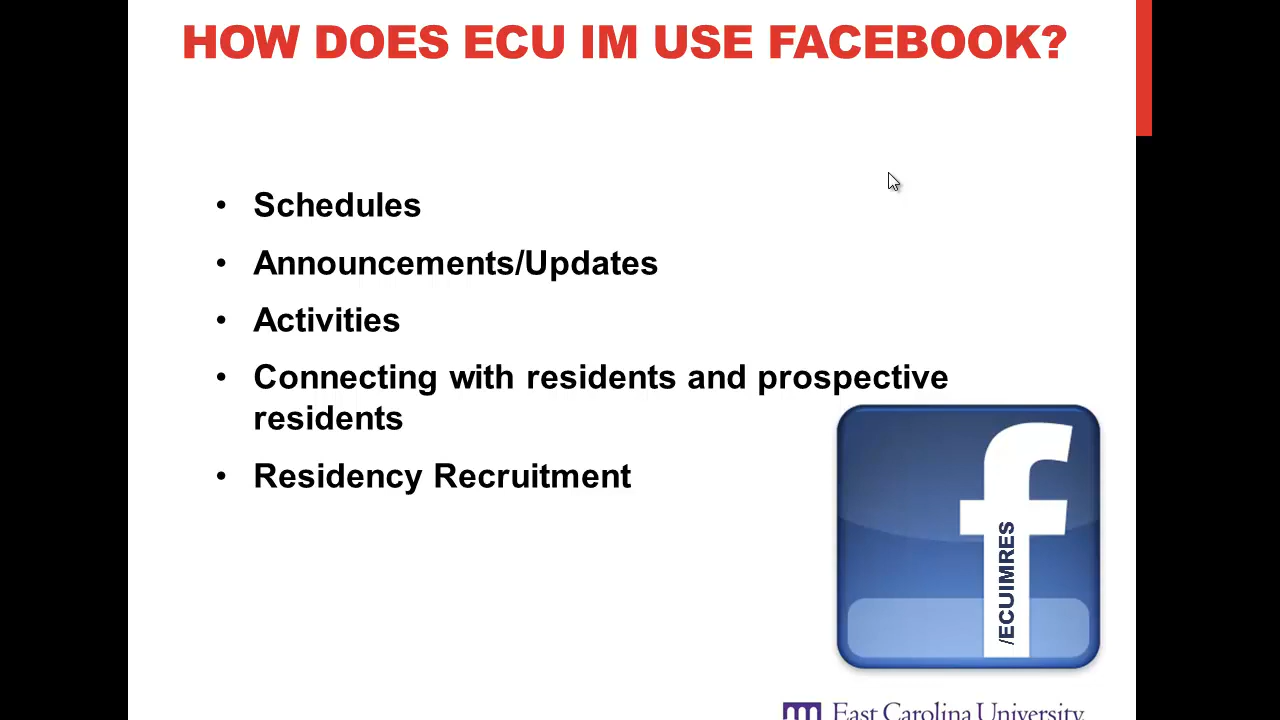 HOW DOES ECU IM USE FACEBOOK?
• Schedules
• Announcements/Updates
• Activities
• Connecting with residents and prospective
residents
• Residency Recruitment
f
/ECUIMRES
East Carolina University